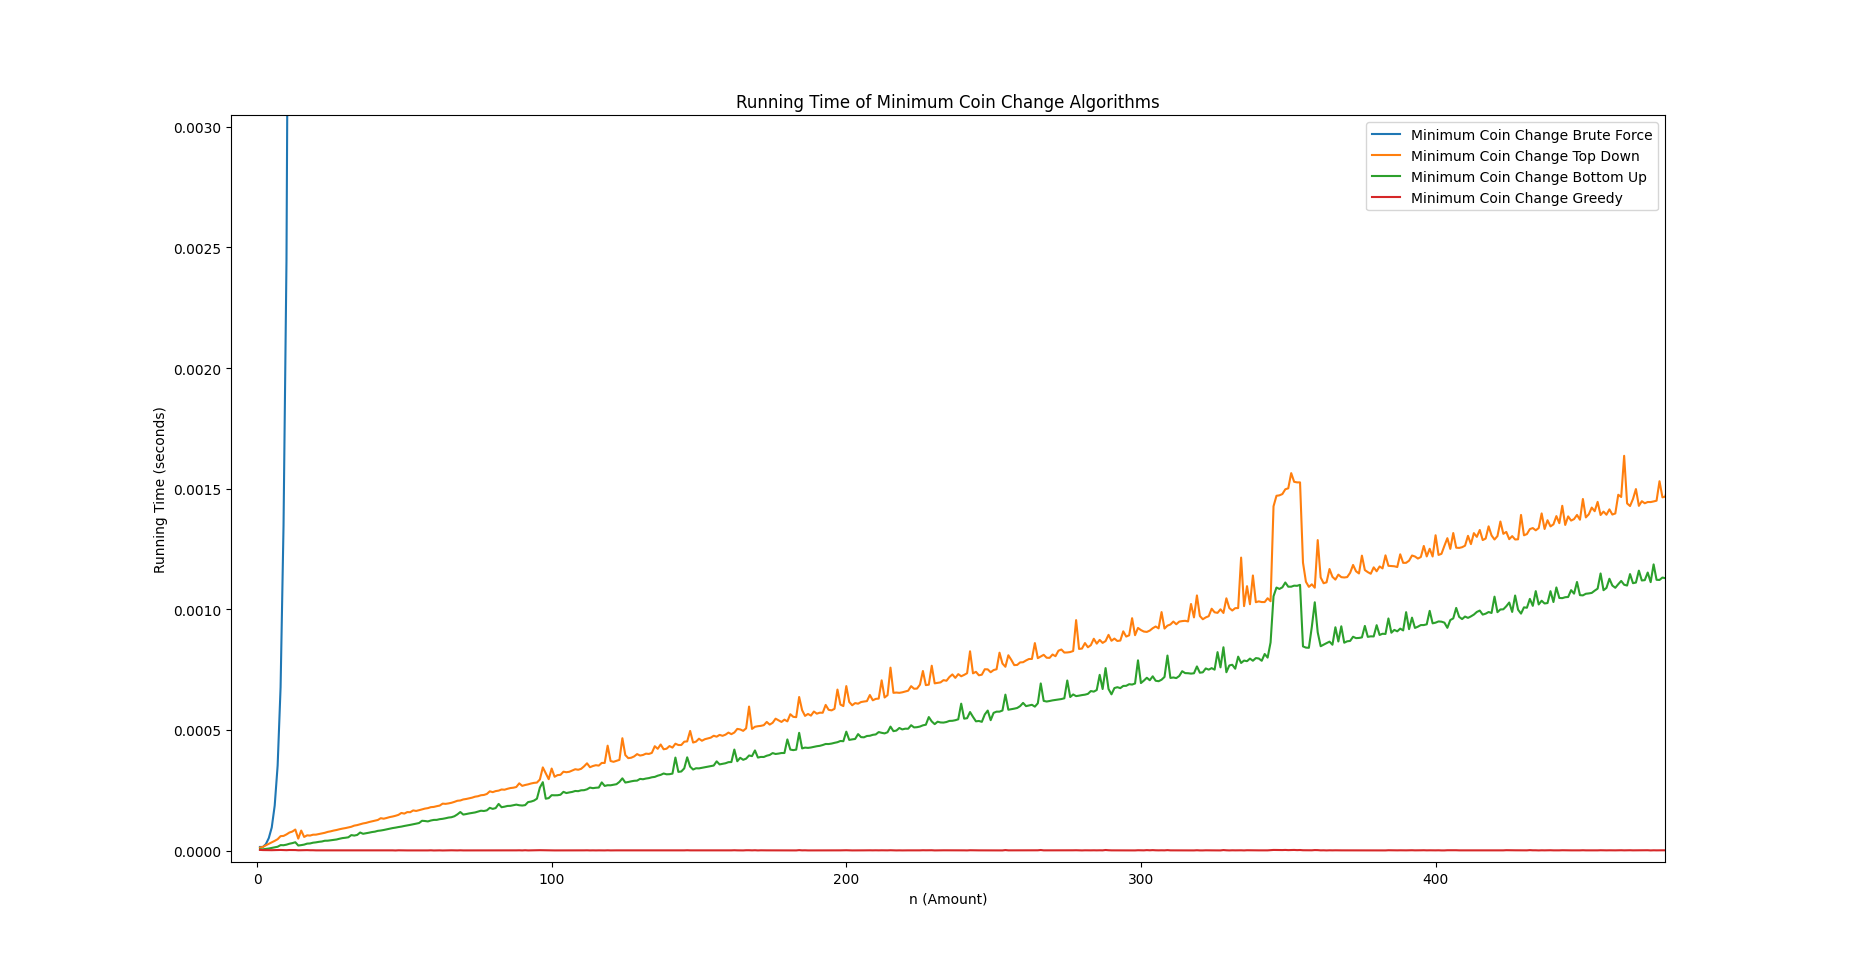 Running Time of Minimum Coin Change Algorithms
0.0030
0.0025
0.0020
0.0015
0.0010
0.0005
0.0000
Running Time (seconds)
Minimum Coin Change Brute Force
Minimum Coin Change Top Down
Minimum Coin Change Bottom Up
Minimum Coin Change Greedy
0
100
200
300
400
n (Amount)